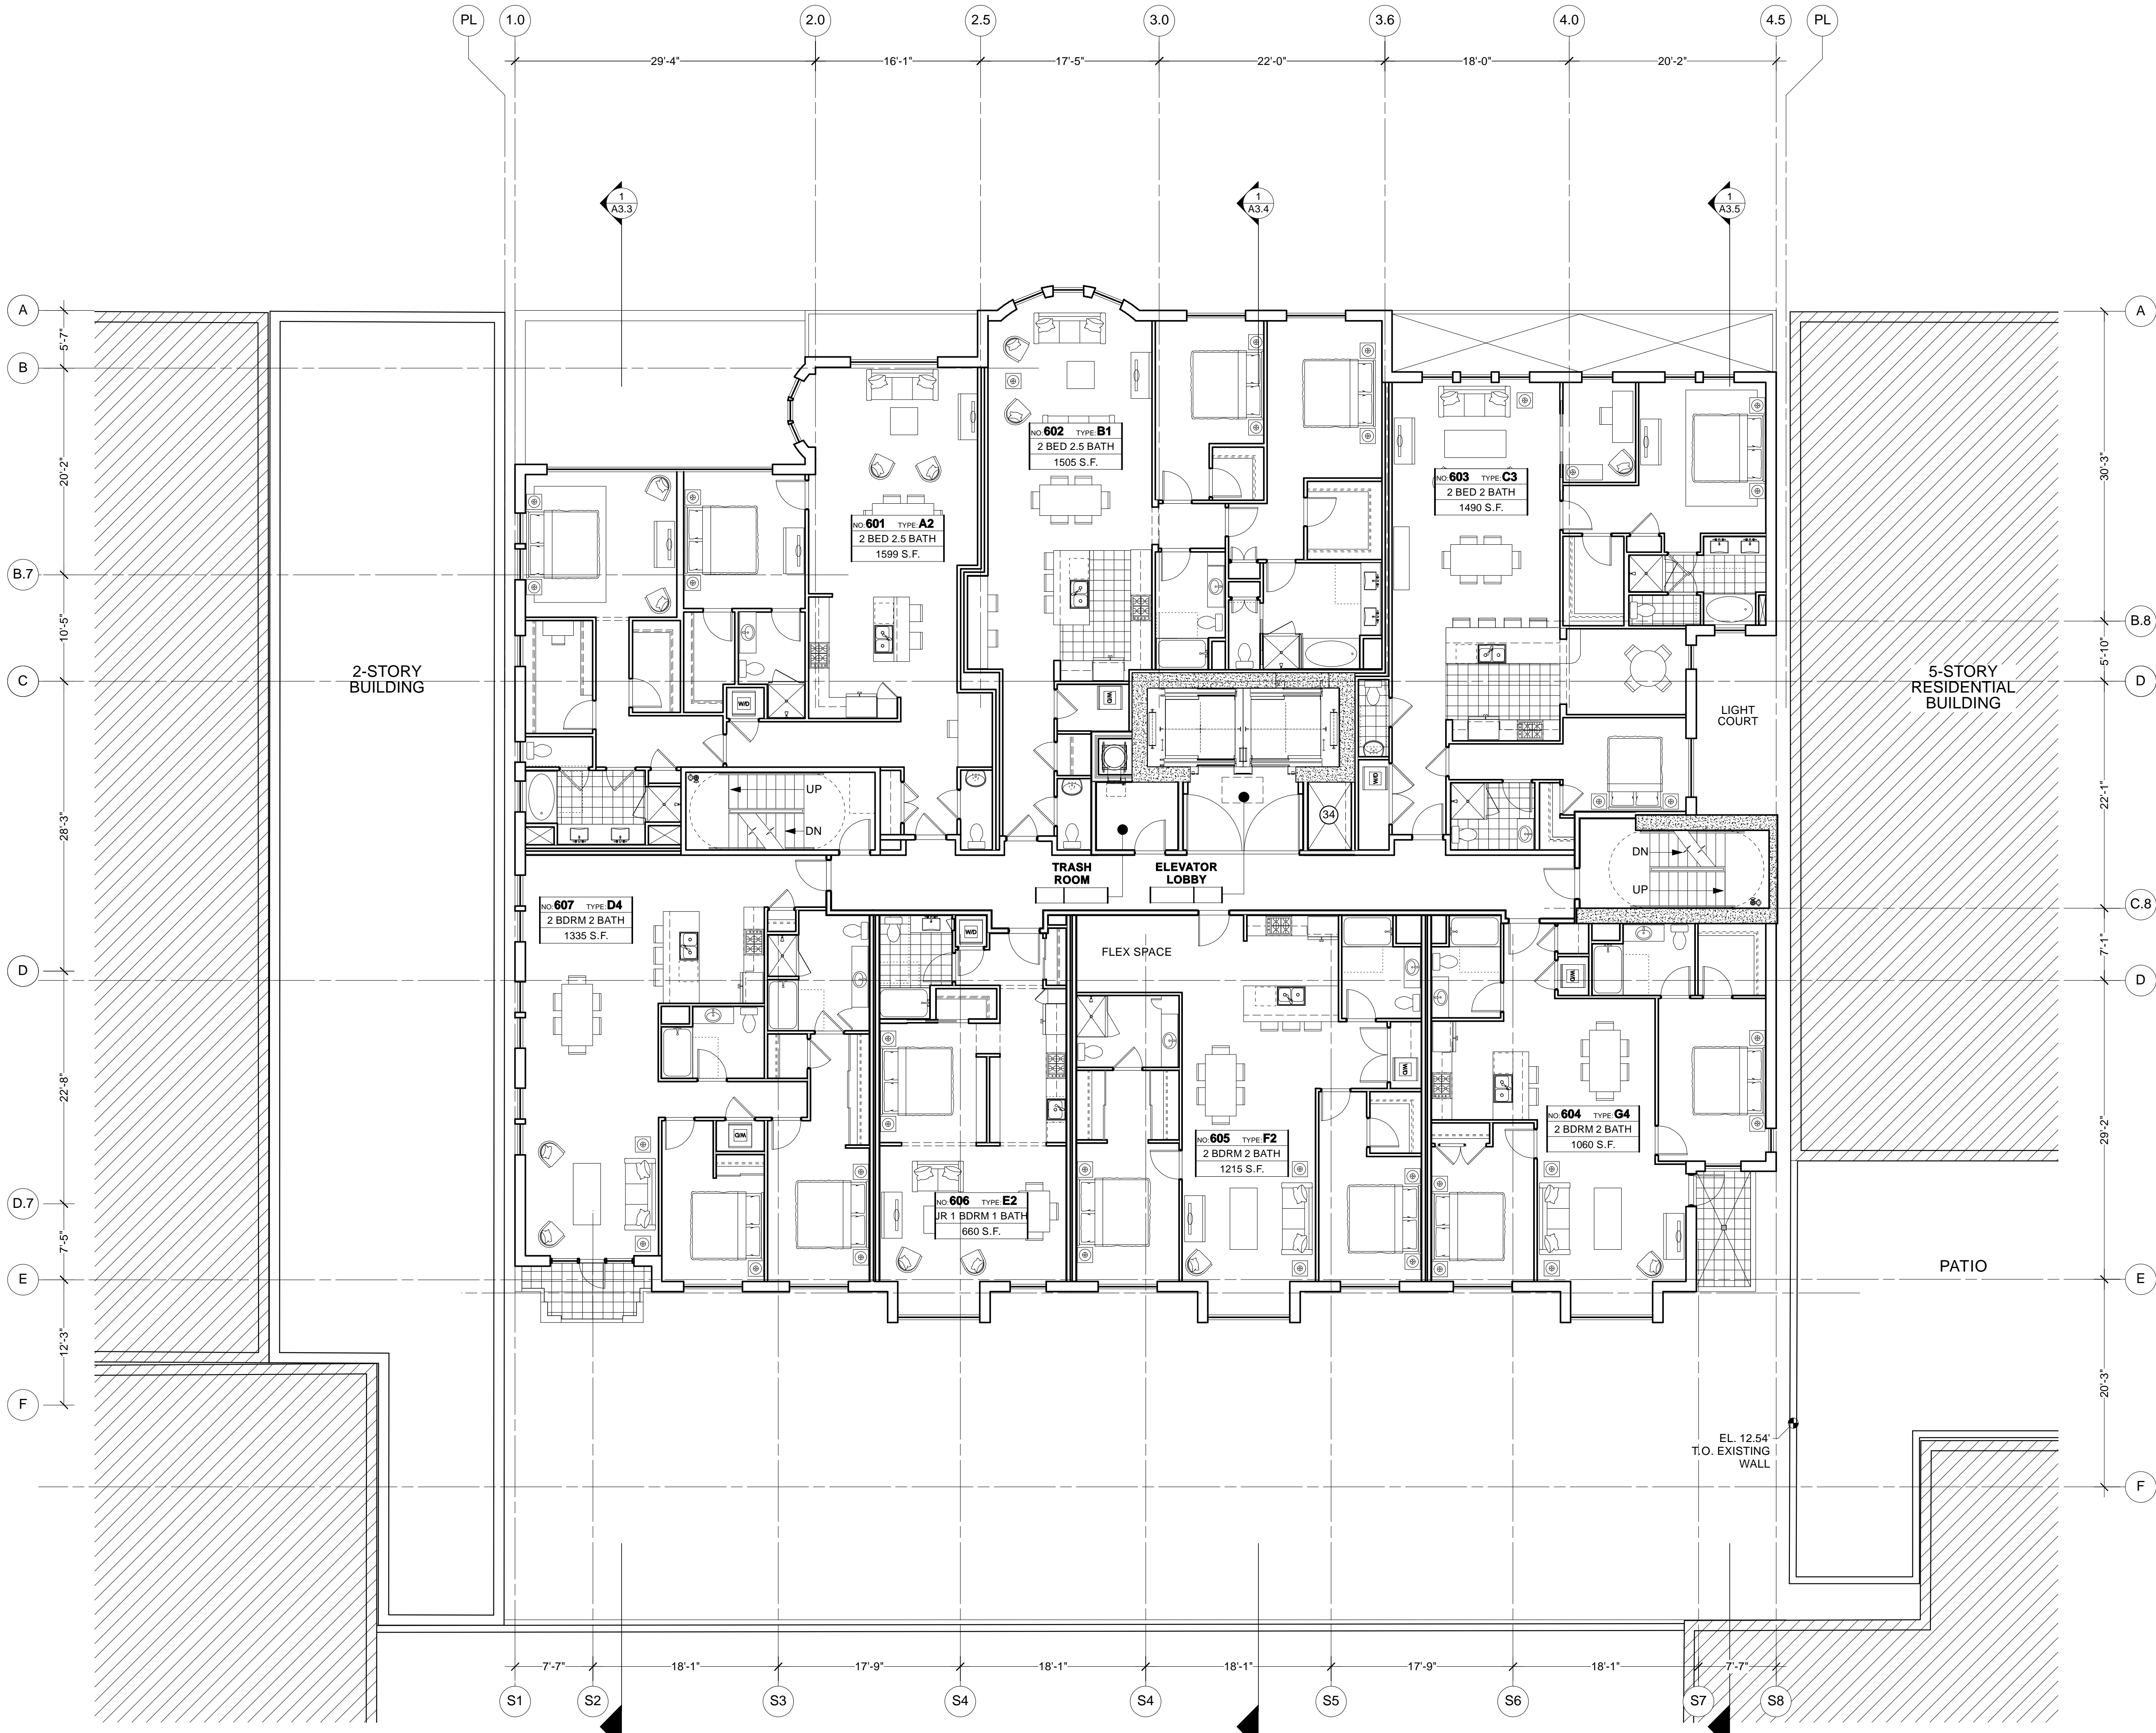 PL 1.0 2.0 2.5 3.0 3.6 4.0 4.5 PL
29'-4" 16'-1" 17'-5" 22'-0" 18'-0" 20'-2"
1
A3.3
1
A3.4
1
A3.5
A
5'-7"
B
20'-2"
B.7
10'-5"
C
28'-3"
D
22'-8"
D.7
7'-5"
E
12'-3"
F
2-STORY
BUILDING
NO: 601 TYPE: A2
2 BED 2.5 BATH
1599 S.F.
NO: 602 TYPE: B1
2 BED 2.5 BATH
1505 S.F.
NO: 603 TYPE: C3
2 BED 2 BATH
1490 S.F.
W/D
W/D
W/D
UP
DN
34
TRASH
ROOM
ELEVATOR
LOBBY
LIGHT
COURT
DN
UP
5-STORY
RESIDENTIAL
BUILDING
NO: 607 TYPE: D4
2 BDRM 2 BATH
1335 S.F.
W/D
W/D
FLEX SPACE
W/D
W/D
NO: 606 TYPE: E2
JR 1 BDRM 1 BATH
660 S.F.
NO: 605 TYPE: F2
2 BDRM 2 BATH
1215 S.F.
NO: 604 TYPE: G4
2 BDRM 2 BATH
1060 S.F.
PATIO
EL. 12.54'
T.O. EXISTING
WALL
A
30'-3"
B.8
5'-10"
D
22'-1"
C.8
7'-1"
D
29'-2"
E
20'-3"
F
7'-7" 18'-1" 17'-9" 18'-1" 18'-1" 17'-9" 18'-1" 7'-7"
S1 S2 S3 S4 S4 S5 S6 S7 S8